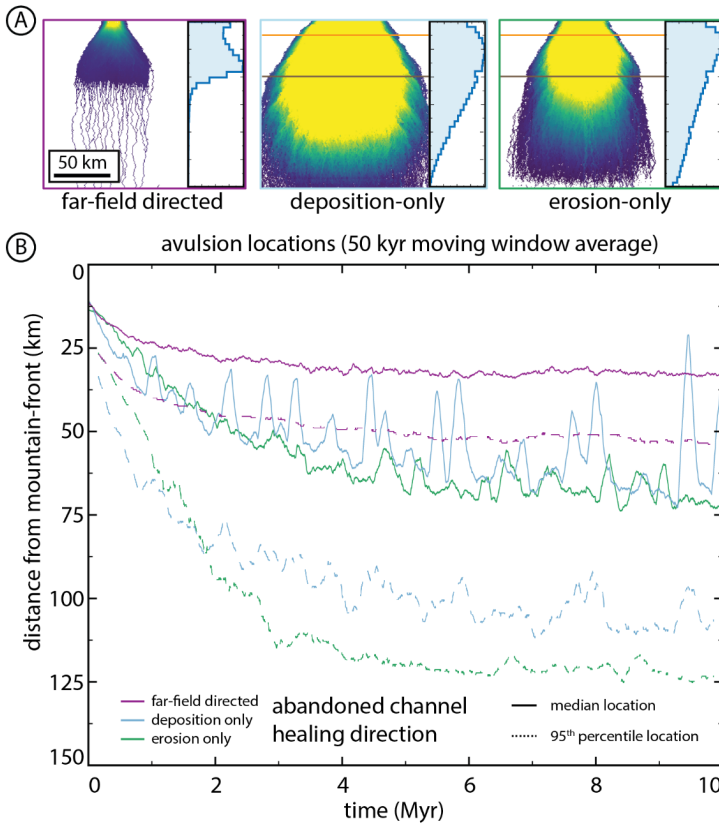 A
50 km
far-field directed
deposition-only
erosion-only
B
avulsion locations (50 kyr moving window average)
0
25
50
75
100
125
150
distance from mountain-front (km)
far-field directed
deposition only
erosion only
abandoned channel
healing direction
median location
95th percentile location
0
2
4
6
8
10
time (Myr)